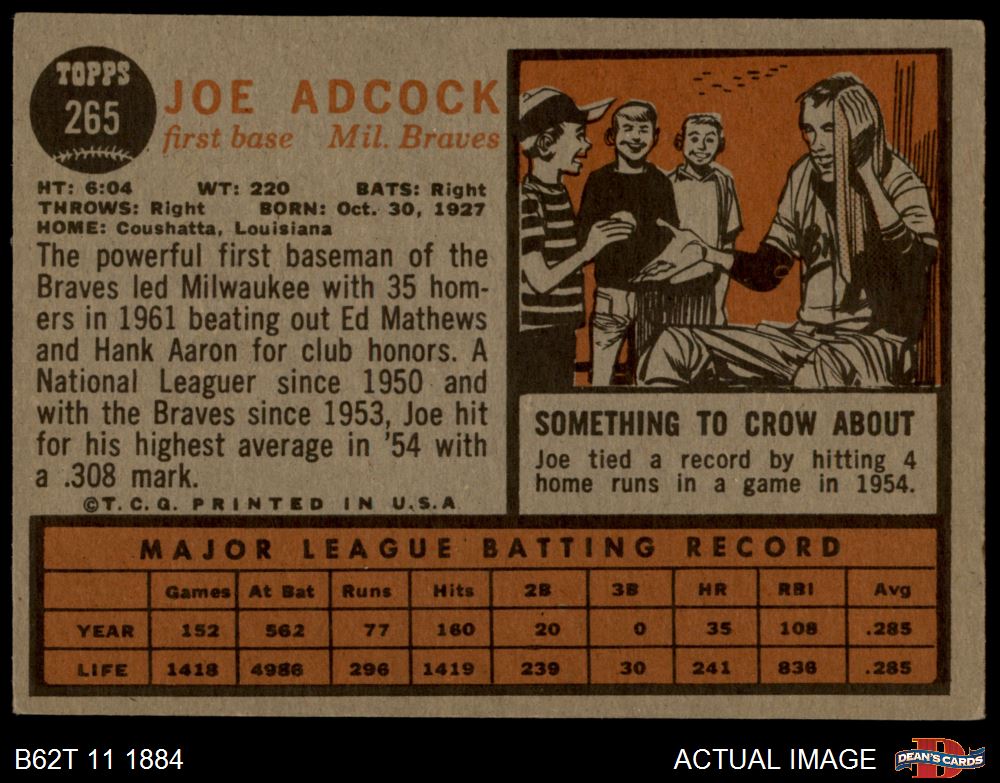 TOPPS
265
JOE ADCOCK
first base Mil. Braves
HT: 6:04 WT: 220 BATS: Right
THROWS: Right BORN: Oct. 30, 1927
HOME: Coushatta, Louisiana
The powerful first baseman of the
Braves led Milwaukee with 35 hom-
ers in 1961 beating out Ed Mathews
and Hank Aaron for club honors. A
National Leaguer since 1950 and
with the Braves since 1953, Joe hit
for his highest average in '54 with
a .308 mark.
©T.C.G. PRINTED IN U.S.A.
SOMETHING TO CROW ABOUT
Joe tied a record by hitting 4
home runs in a game in 1954.
MAJOR LEAGUE BATTING RECORD
Games At Bat Runs Hits 2B 3B HR RBI Avg
YEAR 152 562 77 160 20 0 35 108 .285
LIFE 1418 4986 296 1419 239 30 241 836 .285
B62T 11 1884 ACTUAL IMAGE DEAN'S CARDS